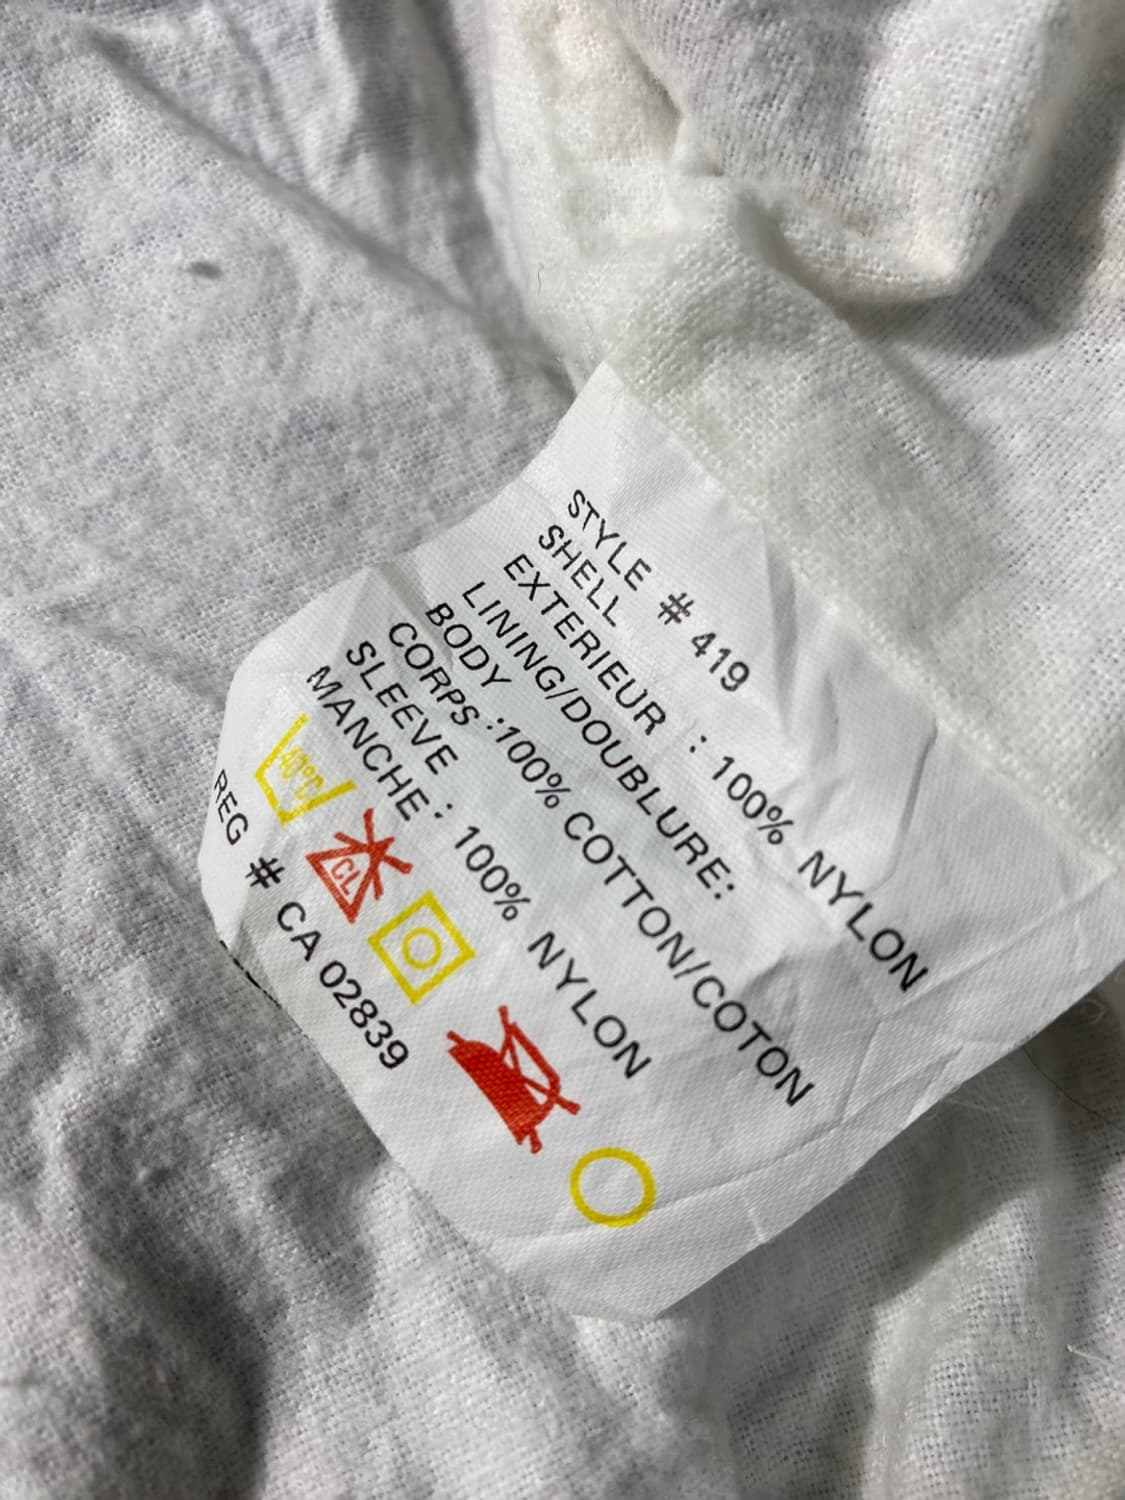 STYLE # 419
SHELL
EXTERIEUR : 100% NYLON
LINING/DOUBLURE:
BODY
CORPS :100% COTTON/COTON
SLEEVE
MANCHE : 100% NYLON
40°C
CL
REG # CA 02839